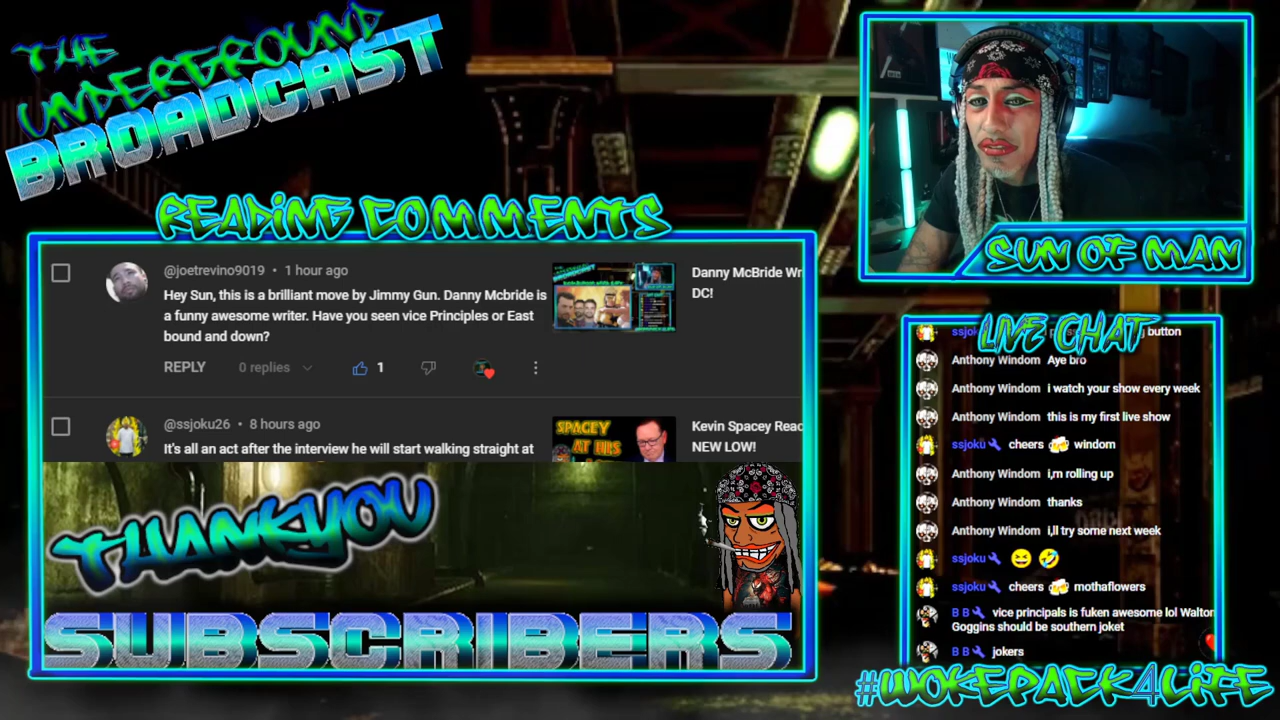 THE
UNDERGROUND
BROADCAST
READING COMMENTS
@joetrevino9019 • 1 hour ago
Hey Sun, this is a brilliant move by Jimmy Gun. Danny Mcbride is
a funny awesome writer. Have you seen vice Principles or East
bound and down?
REPLY 0 replies 1
Danny McBride Wr
DC!
@ssjoku26 • 8 hours ago
It's all an act after the interview he will start walking straight at
SPACEY
AT HIS
Kevin Spacey Reac
NEW LOW!
THANKYOU
SUBSCRIBERS
SUN OF MAN
LIVE CHAT
ssjo button
Anthony Windom Aye bro
Anthony Windom i watch your show every week
Anthony Windom this is my first live show
ssjoku cheers 🍻 windom
Anthony Windom i,m rolling up
Anthony Windom thanks
Anthony Windom i,ll try some next week
ssjoku 😆 🤣
ssjoku cheers 🍻 mothaflowers
B B vice principals is fuken awesome lol Walton
Goggins should be southern joket
B B jokers
#WOKEPACK4LIFE